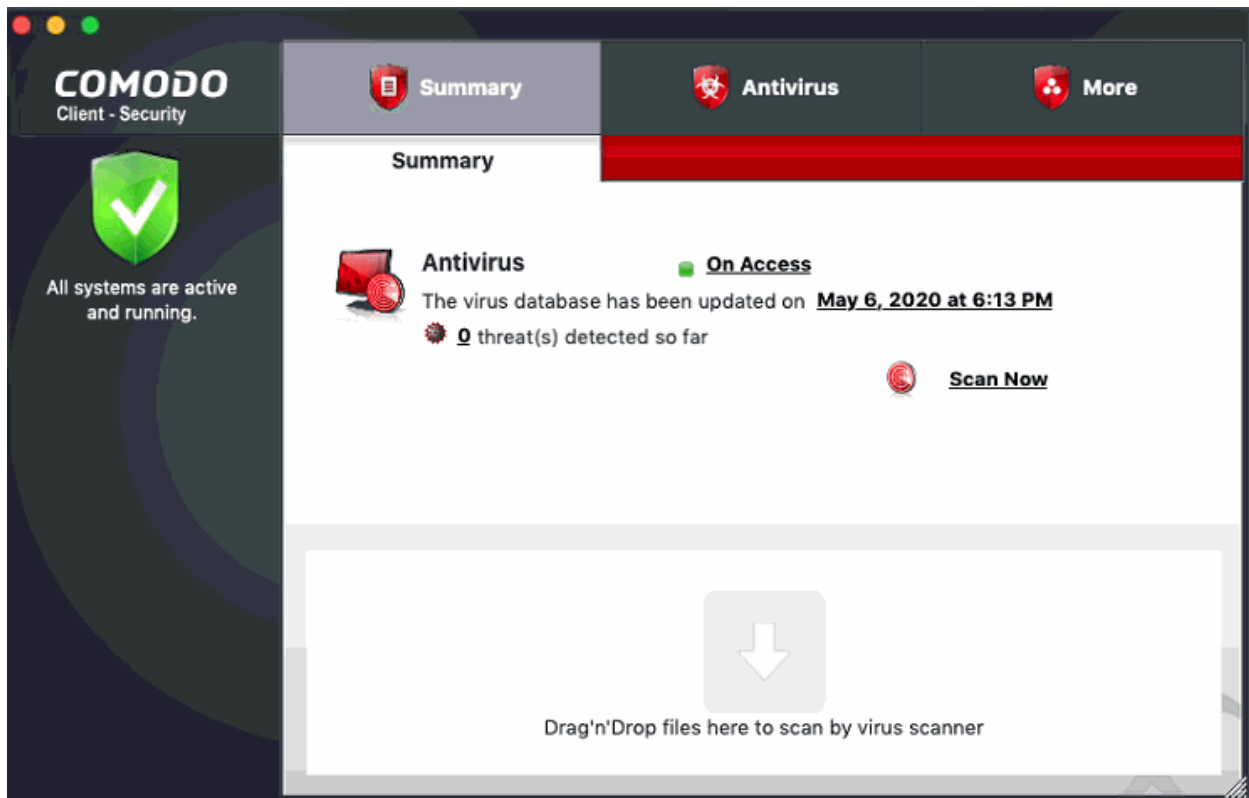 COMODO
Client - Security
Summary
Antivirus
More
All systems are active
and running.
Summary
Antivirus
On Access
The virus database has been updated on May 6, 2020 at 6:13 PM
0 threat(s) detected so far
Scan Now
Drag'n'Drop files here to scan by virus scanner